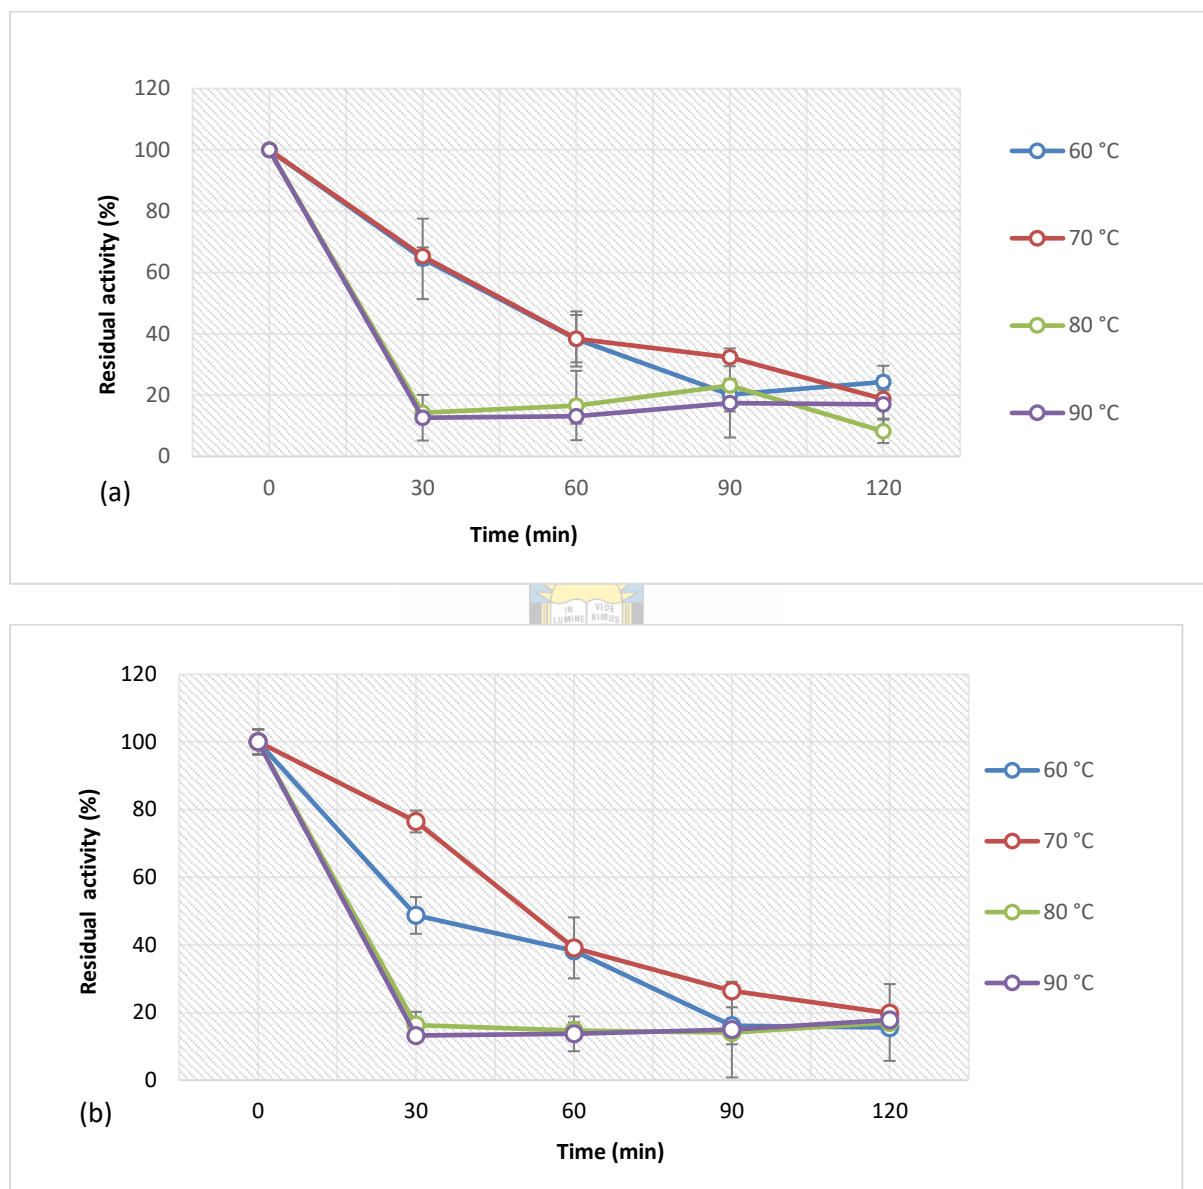 120
100
80
60
40
20
0
Residual activity (%)
0 30 60 90 120
Time (min)
(a)
60 °C
70 °C
80 °C
90 °C
IN VIDE
LUMINE BIMUS
120
100
80
60
40
20
0
Residual activity (%)
0 30 60 90 120
Time (min)
(b)
60 °C
70 °C
80 °C
90 °C